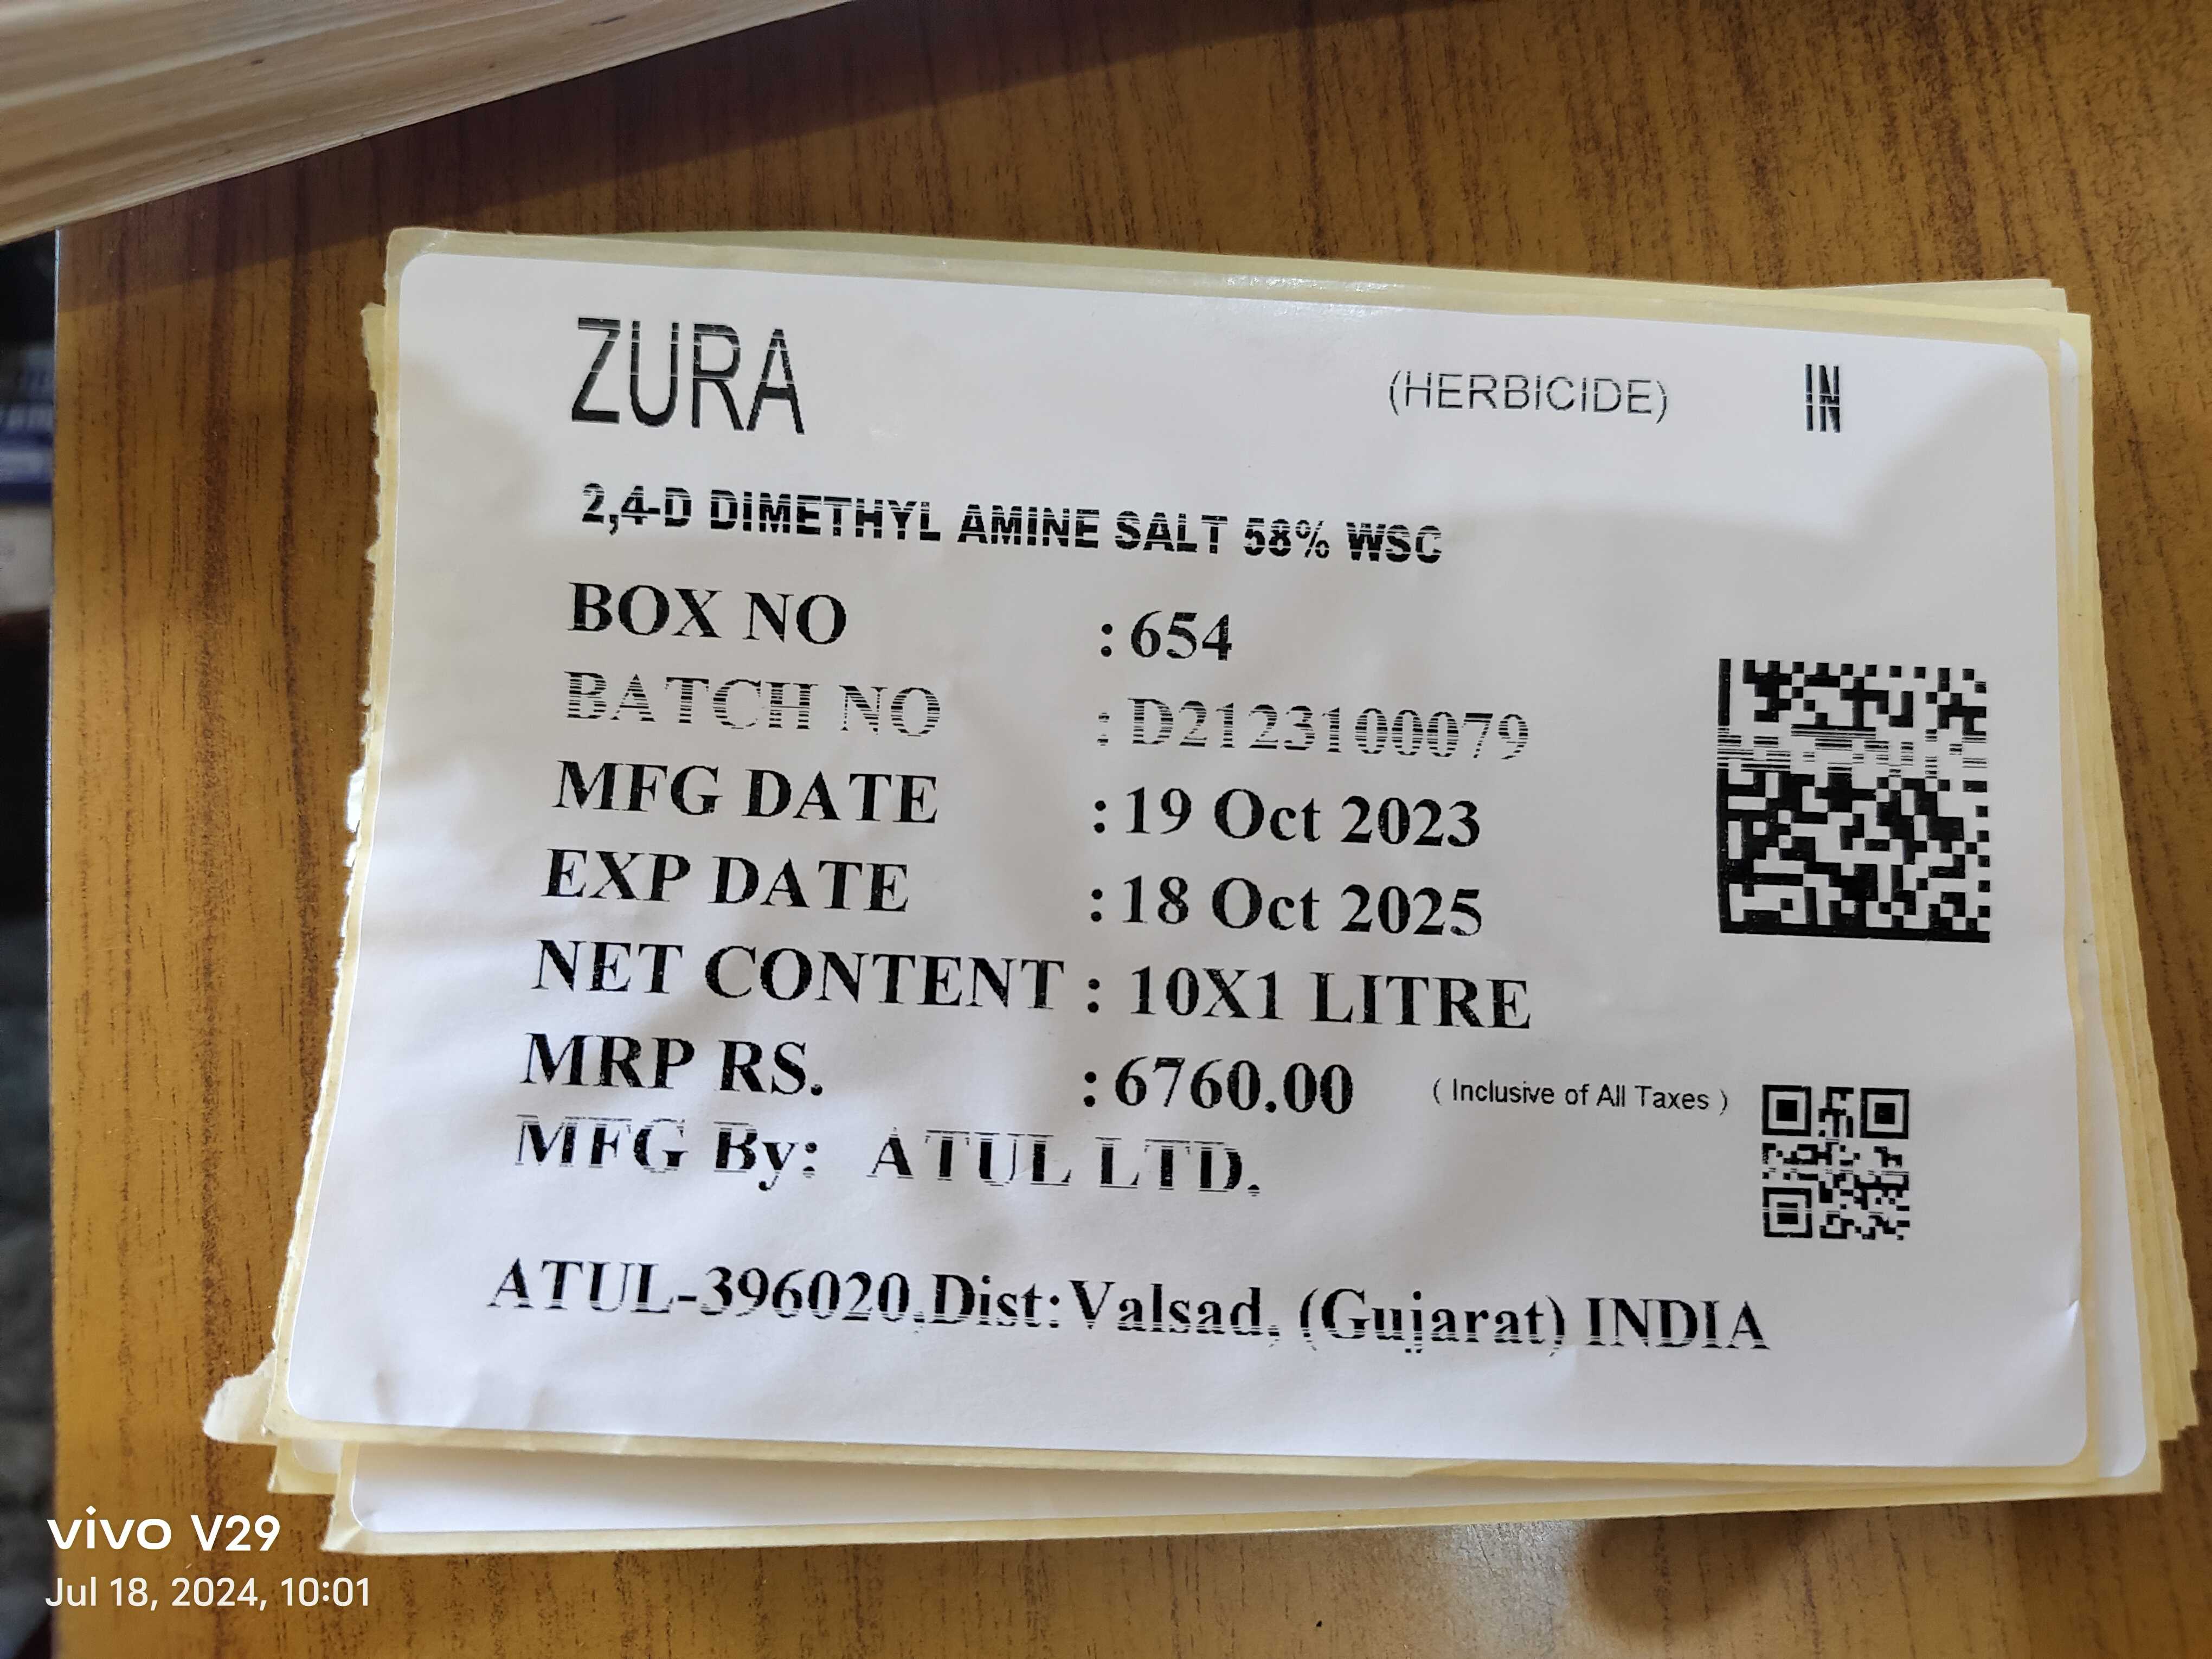 ZURA (HERBICIDE) IN
2,4-D DIMETHYL AMINE SALT 58% WSC
BOX NO : 654
BATCH NO : D2123100079
MFG DATE : 19 Oct 2023
EXP DATE : 18 Oct 2025
NET CONTENT : 10X1 LITRE
MRP RS. : 6760.00 ( Inclusive of All Taxes )
MFG By: ATUL LTD.
ATUL-396020,Dist:Valsad, (Gujarat) INDIA
vivo V29
Jul 18, 2024, 10:01